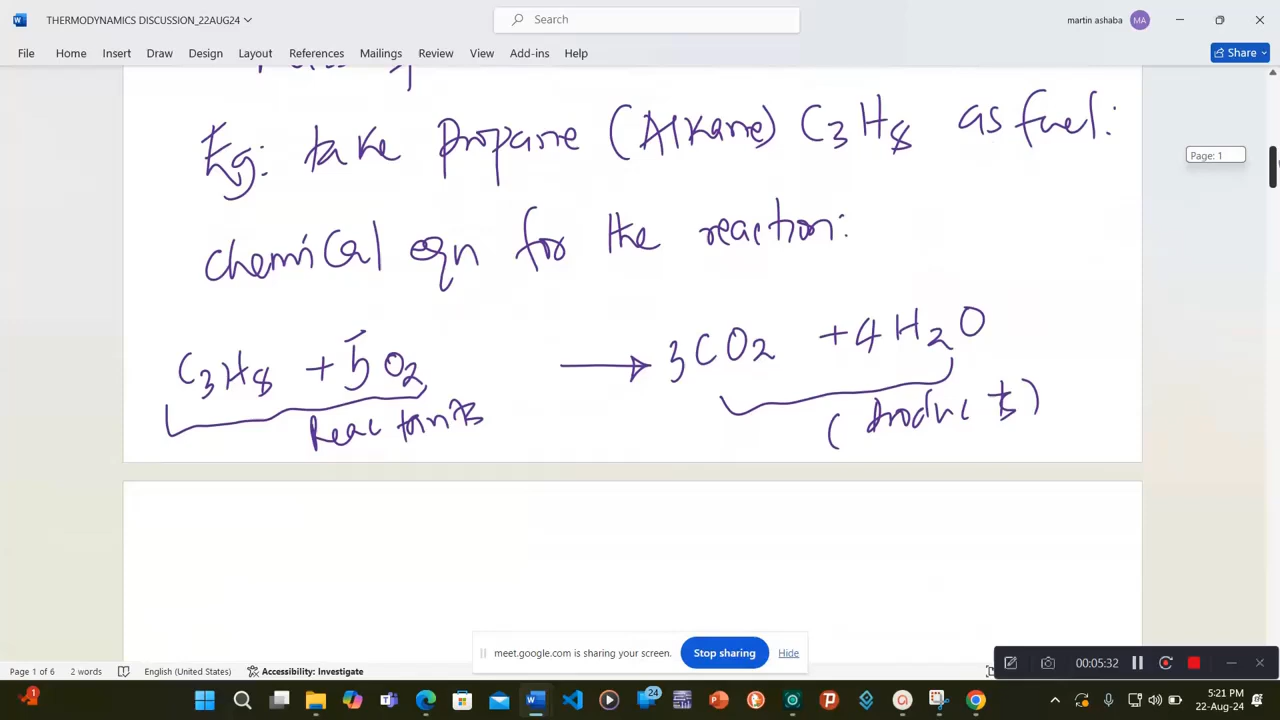 THERMODYNAMICS DISCUSSION_22AUG24
Search
martin ashaba MA
File Home Insert Draw Design Layout References Mailings Review View Add-ins Help
Share
Eg: take propane (Alkane) C3H8 as fuel:
Page: 1
chemical eqn for the reaction:
C3H8 + 5O2 → 3CO2 + 4H2O
Reactants (products)
meet.google.com is sharing your screen. Stop sharing Hide
Page 1 of 6 2 words English (United States) Accessibility: Investigate
00:05:32
1
24
5:21 PM
22-Aug-24